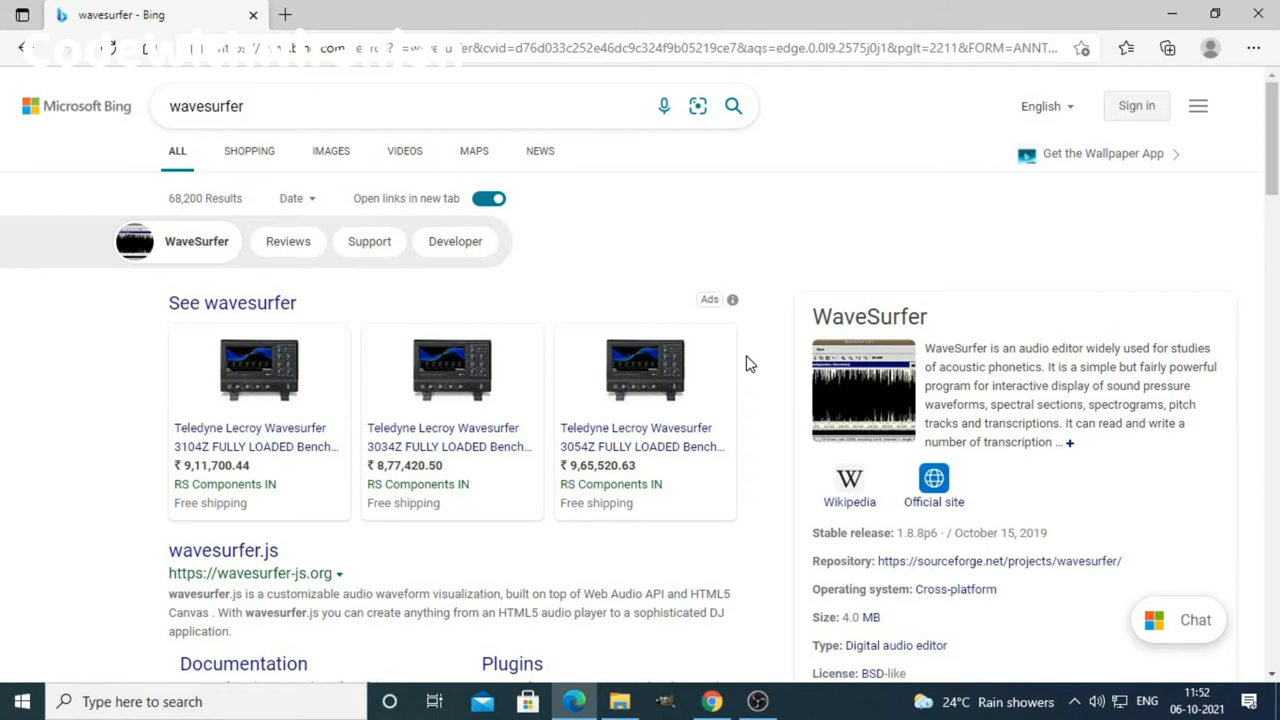 wavesurfer - Bing
wavesurfer
Microsoft Bing
English
Sign in
ALL
SHOPPING
IMAGES
VIDEOS
MAPS
NEWS
Get the Wallpaper App
68,200 Results
Date
Open links in new tab
WaveSurfer
Reviews
Support
Developer
See wavesurfer
Ads
Teledyne Lecroy Wavesurfer
3104Z FULLY LOADED Bench...
₹ 9,11,700.44
RS Components IN
Free shipping
Teledyne Lecroy Wavesurfer
3034Z FULLY LOADED Bench...
₹ 8,77,420.50
RS Components IN
Free shipping
Teledyne Lecroy Wavesurfer
3054Z FULLY LOADED Bench...
₹ 9,65,520.63
RS Components IN
Free shipping
wavesurfer.js
https://wavesurfer-js.org
wavesurfer.js is a customizable audio waveform visualization, built on top of Web Audio API and HTML5
Canvas . With wavesurfer.js you can create anything from an HTML5 audio player to a sophisticated DJ
application.
Documentation
Plugins
WaveSurfer
WaveSurfer is an audio editor widely used for studies
of acoustic phonetics. It is a simple but fairly powerful
program for interactive display of sound pressure
waveforms, spectral sections, spectrograms, pitch
tracks and transcriptions. It can read and write a
number of transcription ... +
Wikipedia
Official site
Stable release: 1.8.8p6 · / October 15, 2019
Repository: https://sourceforge.net/projects/wavesurfer/
Operating system: Cross-platform
Size: 4.0 MB
Type: Digital audio editor
License: BSD-like
Chat
Type here to search
24°C Rain showers
ENG
11:52
06-10-2021